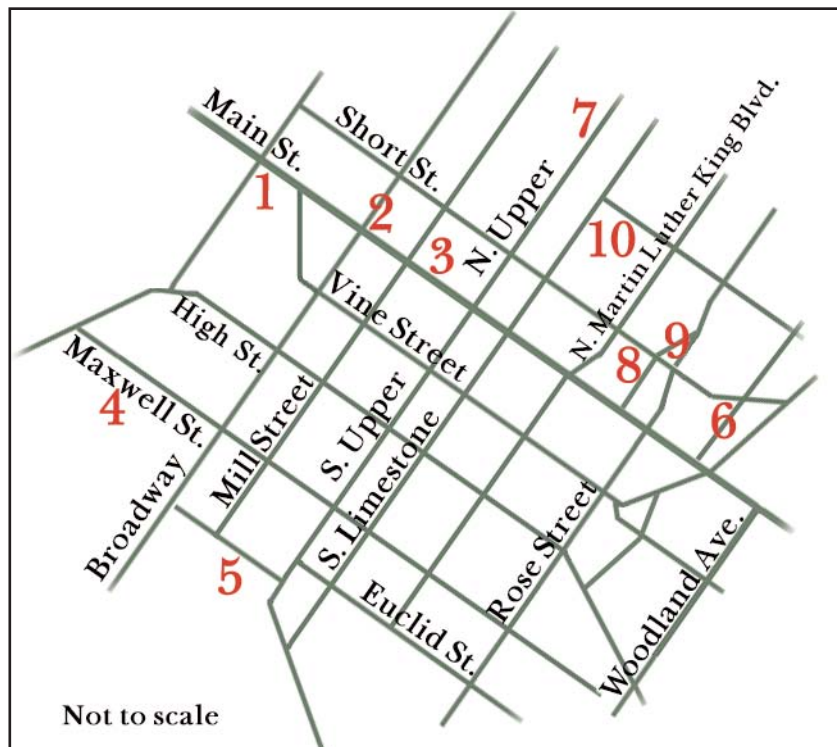 Main St.
Short St.
7
N. Martin Luther King Blvd.
1
2
3
N. Upper
10
Vine Street
High St.
8
9
6
Maxwell St.
4
Mill Street
S. Upper
S. Limestone
Broadway
5
Euclid St.
Rose Street
Woodland Ave.
Not to scale